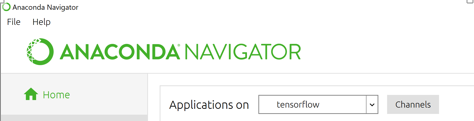 Anaconda Navigator
File Help
ANACONDA NAVIGATOR
Home
Applications on tensorflow Channels